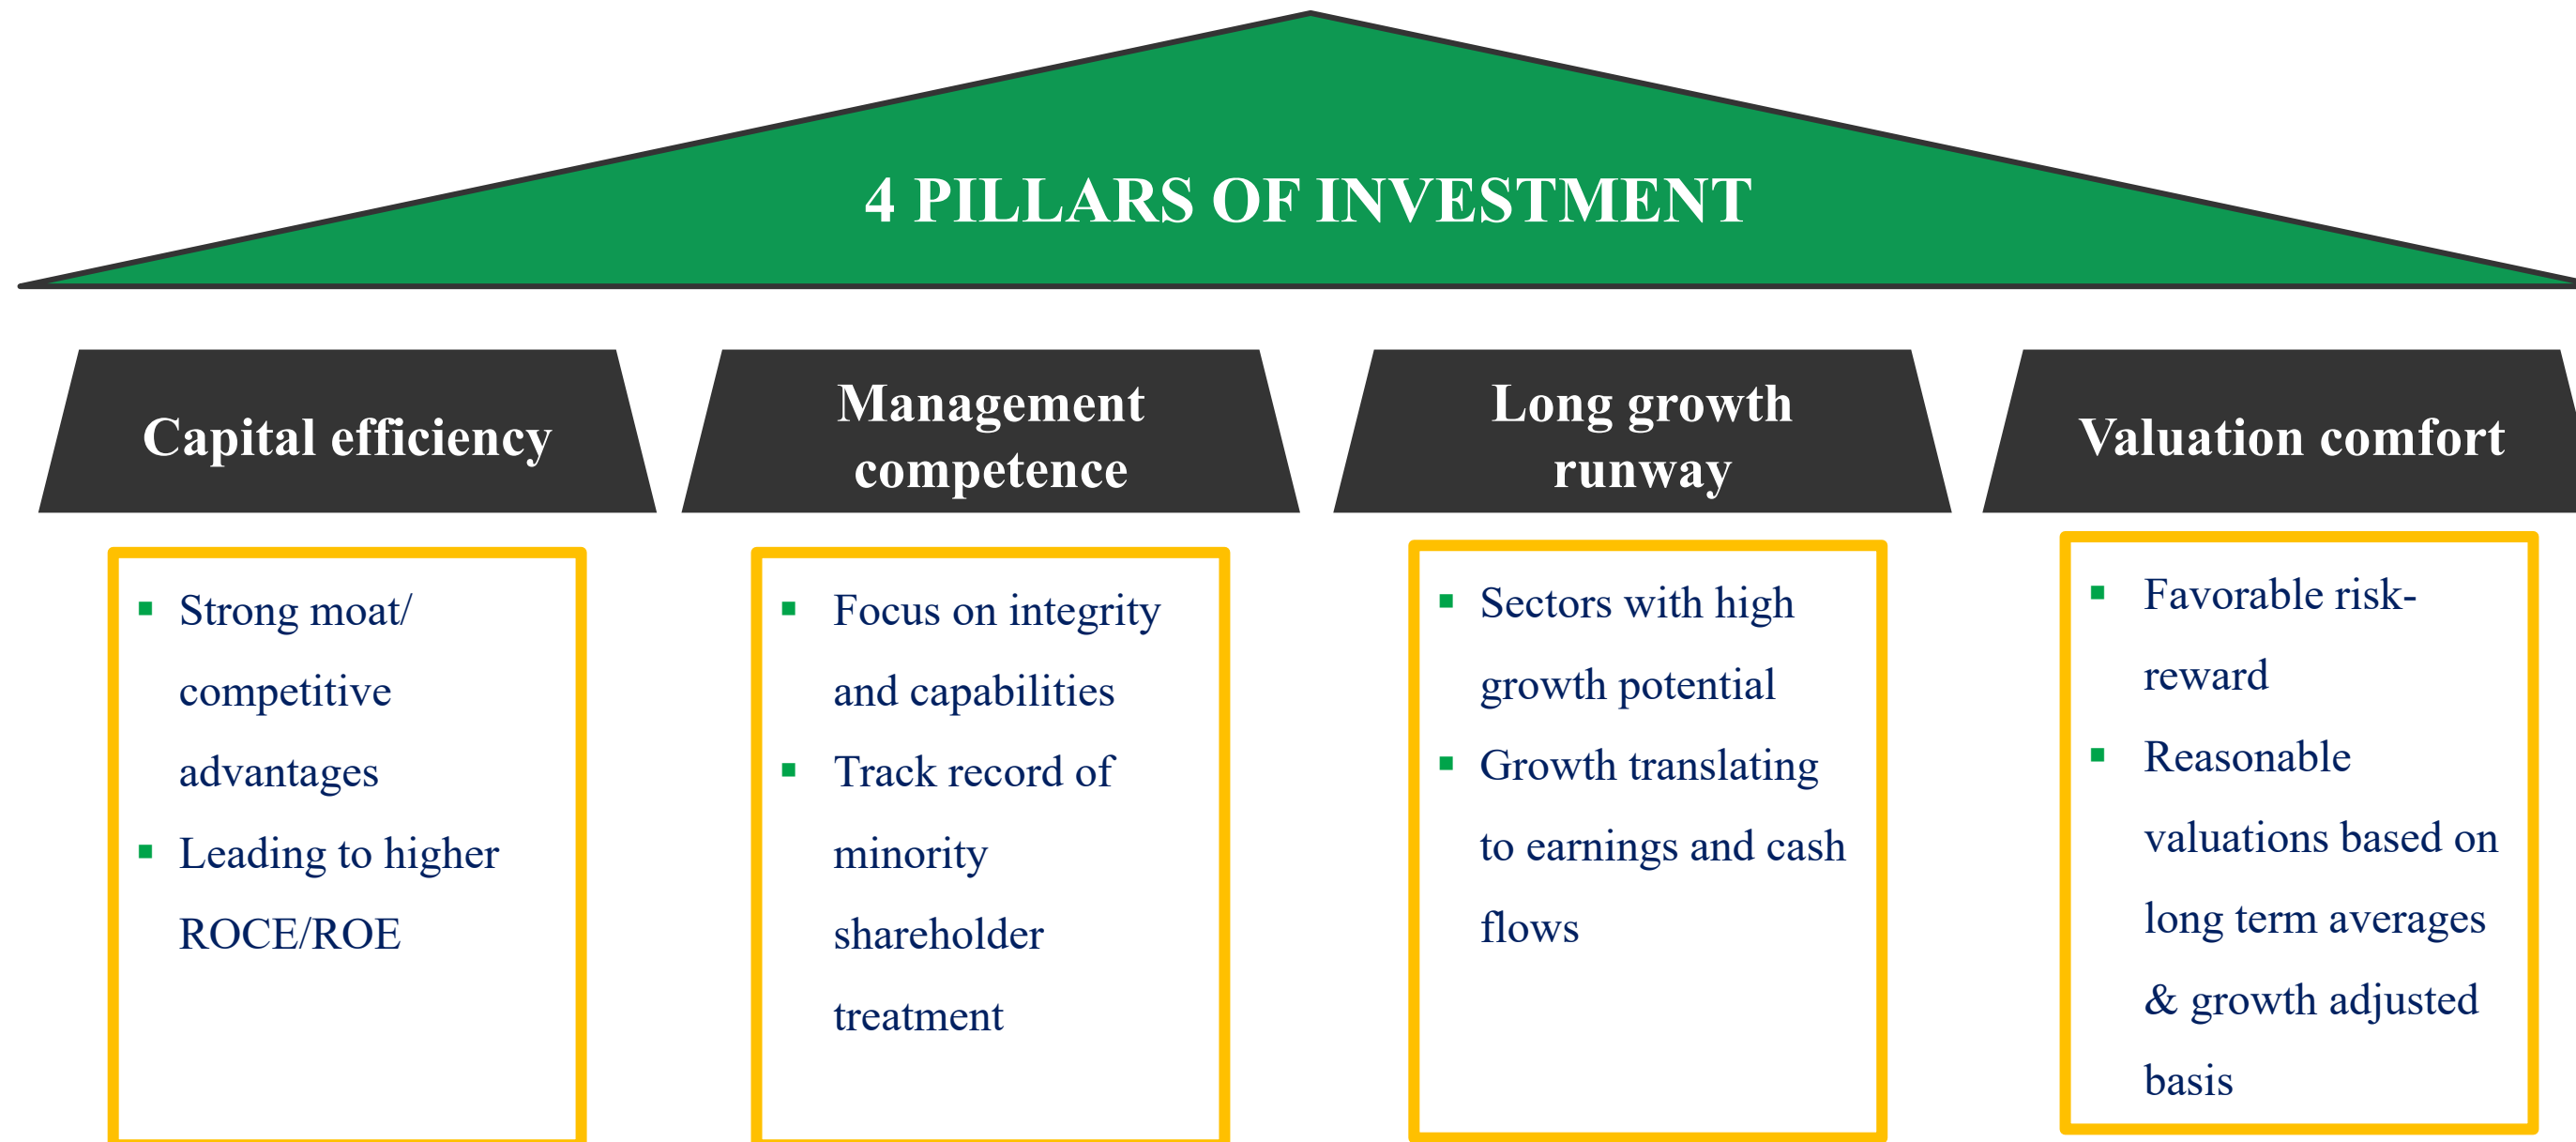 4 PILLARS OF INVESTMENT
Capital efficiency
Strong moat/
competitive
advantages
Leading to higher
ROCE/ROE
Management
competence
Focus on integrity
and capabilities
Track record of
minority
shareholder
treatment
Long growth
runway
Sectors with high
growth potential
Growth translating
to earnings and cash
flows
Valuation comfort
Favorable risk-
reward
Reasonable
valuations based on
long term averages
& growth adjusted
basis